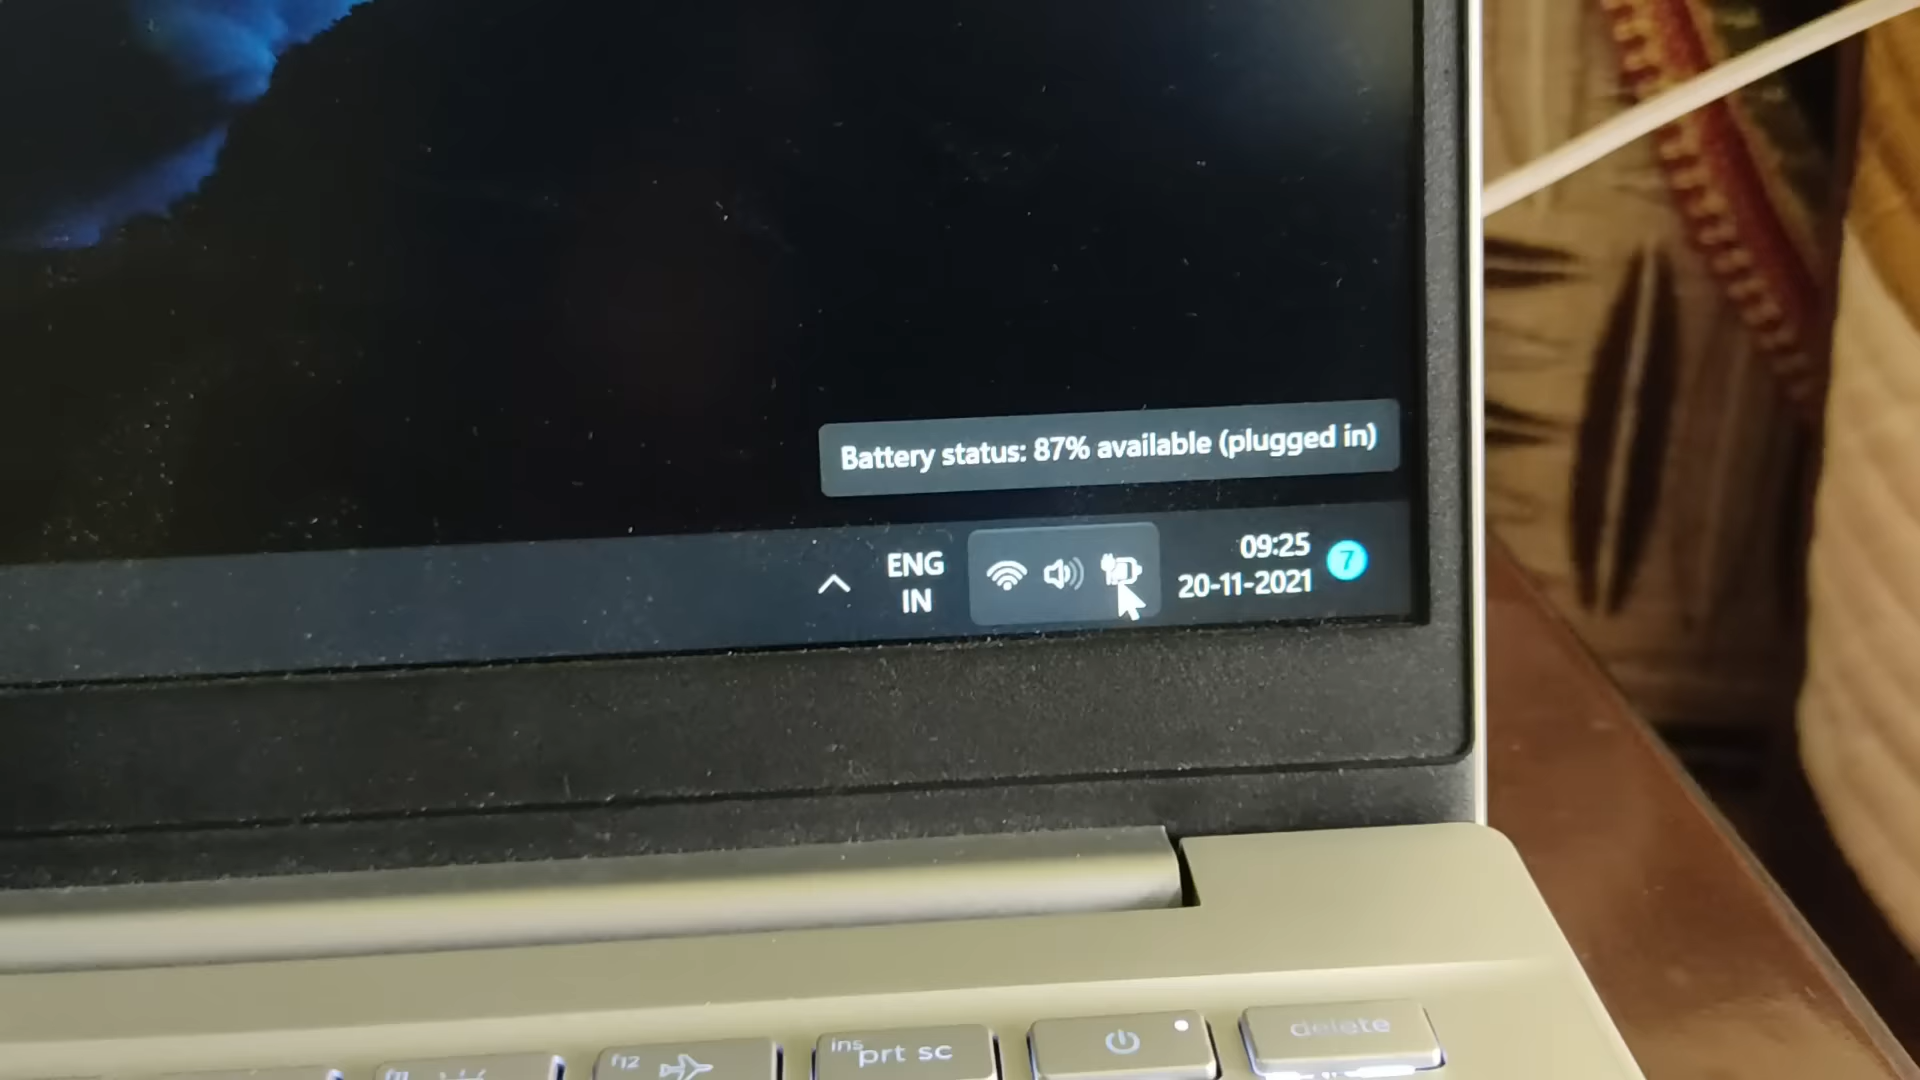 Battery status: 87% available (plugged in)
ENG
IN
09:25
20-11-2021
7
f11
f12
ins
prt sc
delete